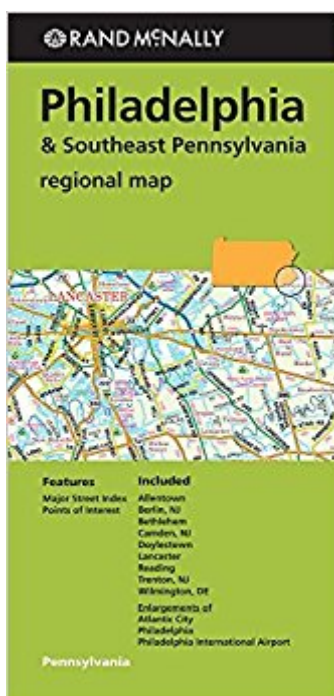 RAND McNALLY
Philadelphia
& Southeast Pennsylvania
regional map
LANCASTER
Features
Major Street Index
Points of Interest
Included
Allentown
Berlin, NJ
Bethlehem
Camden, NJ
Doylestown
Lancaster
Reading
Trenton, NJ
Wilmington, DE
Enlargements of
Atlantic City
Philadelphia
Philadelphia International Airport
Pennsylvania